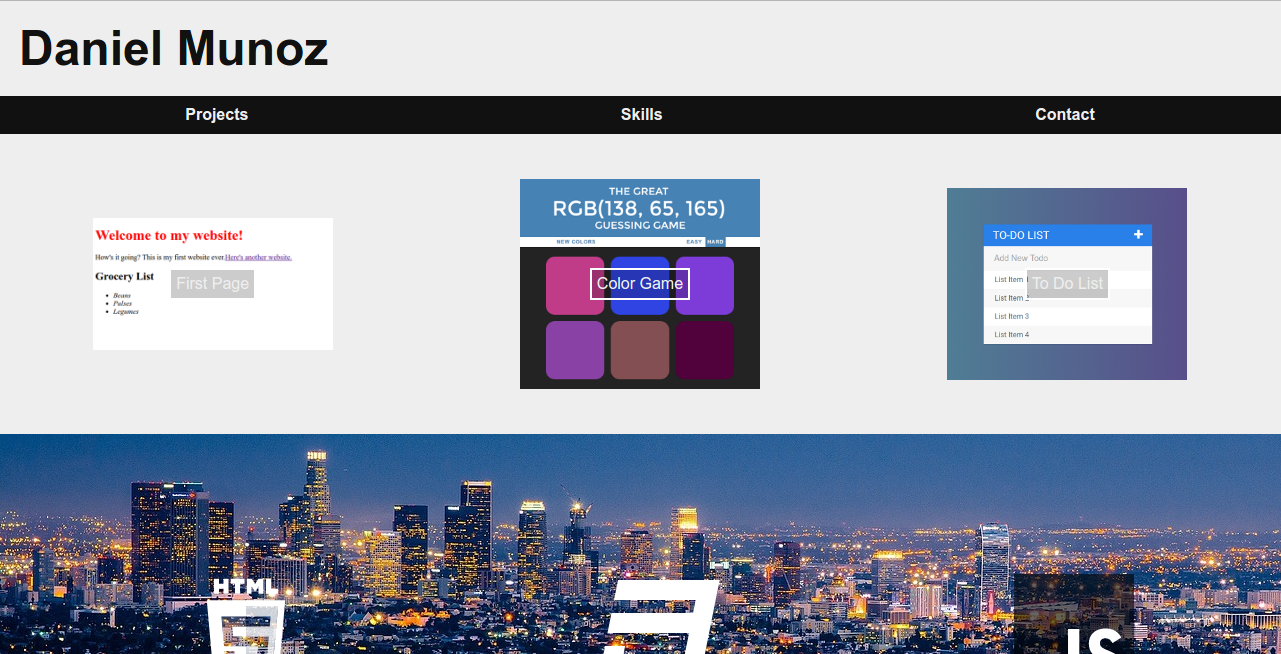 Daniel Munoz
Projects
Skills
Contact
Welcome to my website!
How's it going? This is my first website ever.Here's another website.
Grocery List
Beans
Pulses
Legumes
First Page
THE GREAT
RGB(138, 65, 165)
GUESSING GAME
NEW COLORS
EASY HARD
Color Game
TO-DO LIST +
Add New Todo
List Item
To Do List
List Item
List Item 3
List Item 4
HTML
JS